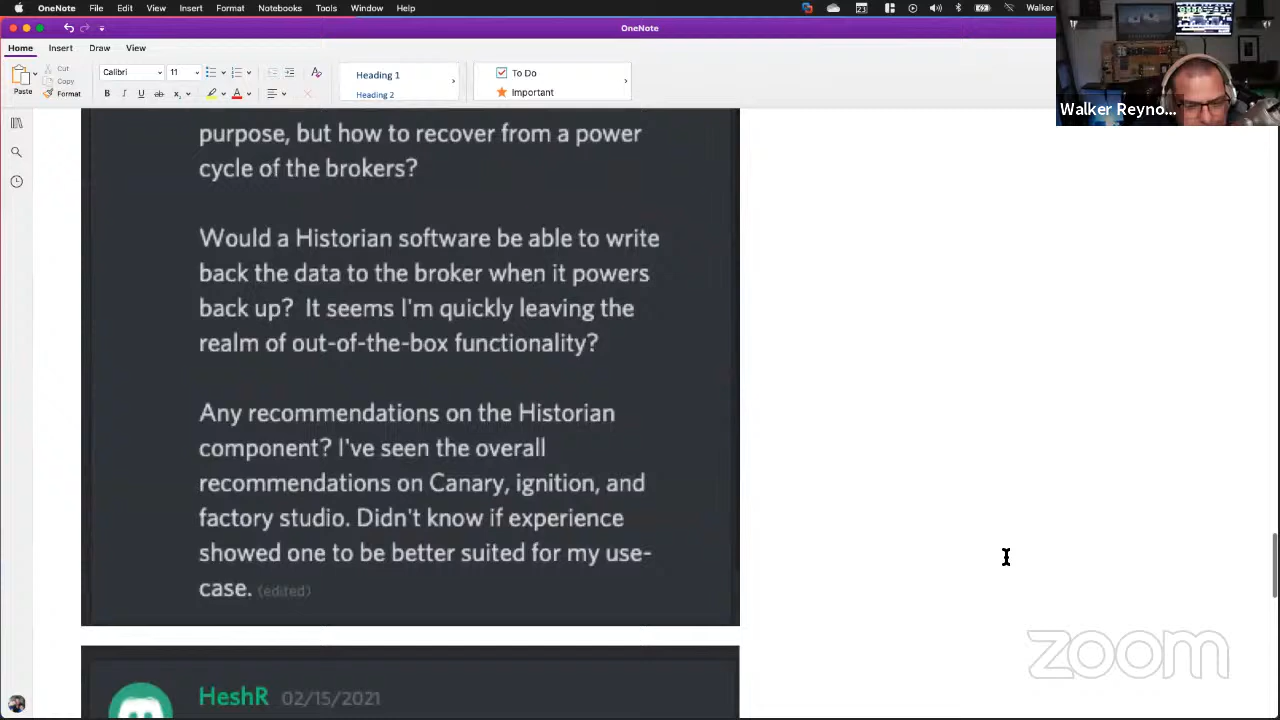 OneNote File Edit View Insert Format Notebooks Tools Window Help
Walker
OneNote
Home Insert Draw View
Paste
Cut
Copy
Format
Calibri
11
B I U ab
Heading 1
Heading 2
To Do
Important
Walker Reyno...
purpose, but how to recover from a power
cycle of the brokers?
Would a Historian software be able to write
back the data to the broker when it powers
back up? It seems I'm quickly leaving the
realm of out-of-the-box functionality?
Any recommendations on the Historian
component? I've seen the overall
recommendations on Canary, ignition, and
factory studio. Didn't know if experience
showed one to be better suited for my use-
case. (edited)
HeshR 02/15/2021
zoom